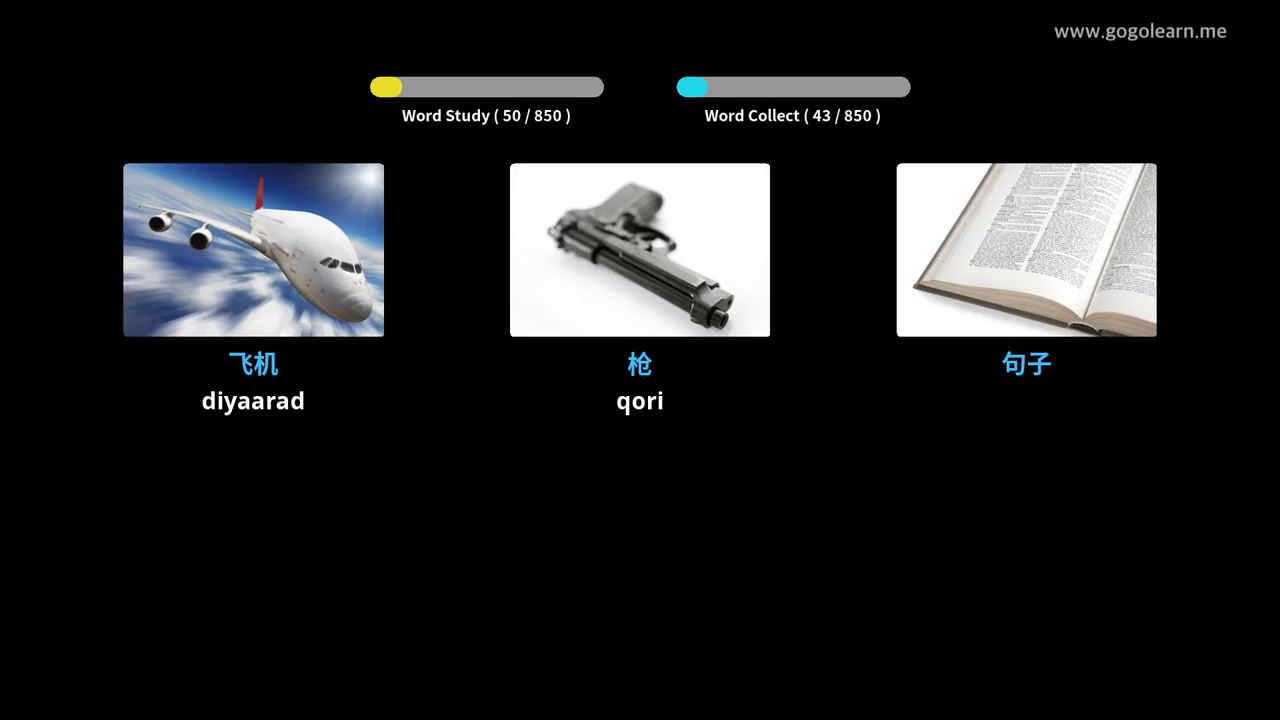 www.gogolearn.me
Word Study ( 50 / 850 )
Word Collect ( 43 / 850 )
飞机
diyaarad
枪
qori
句子